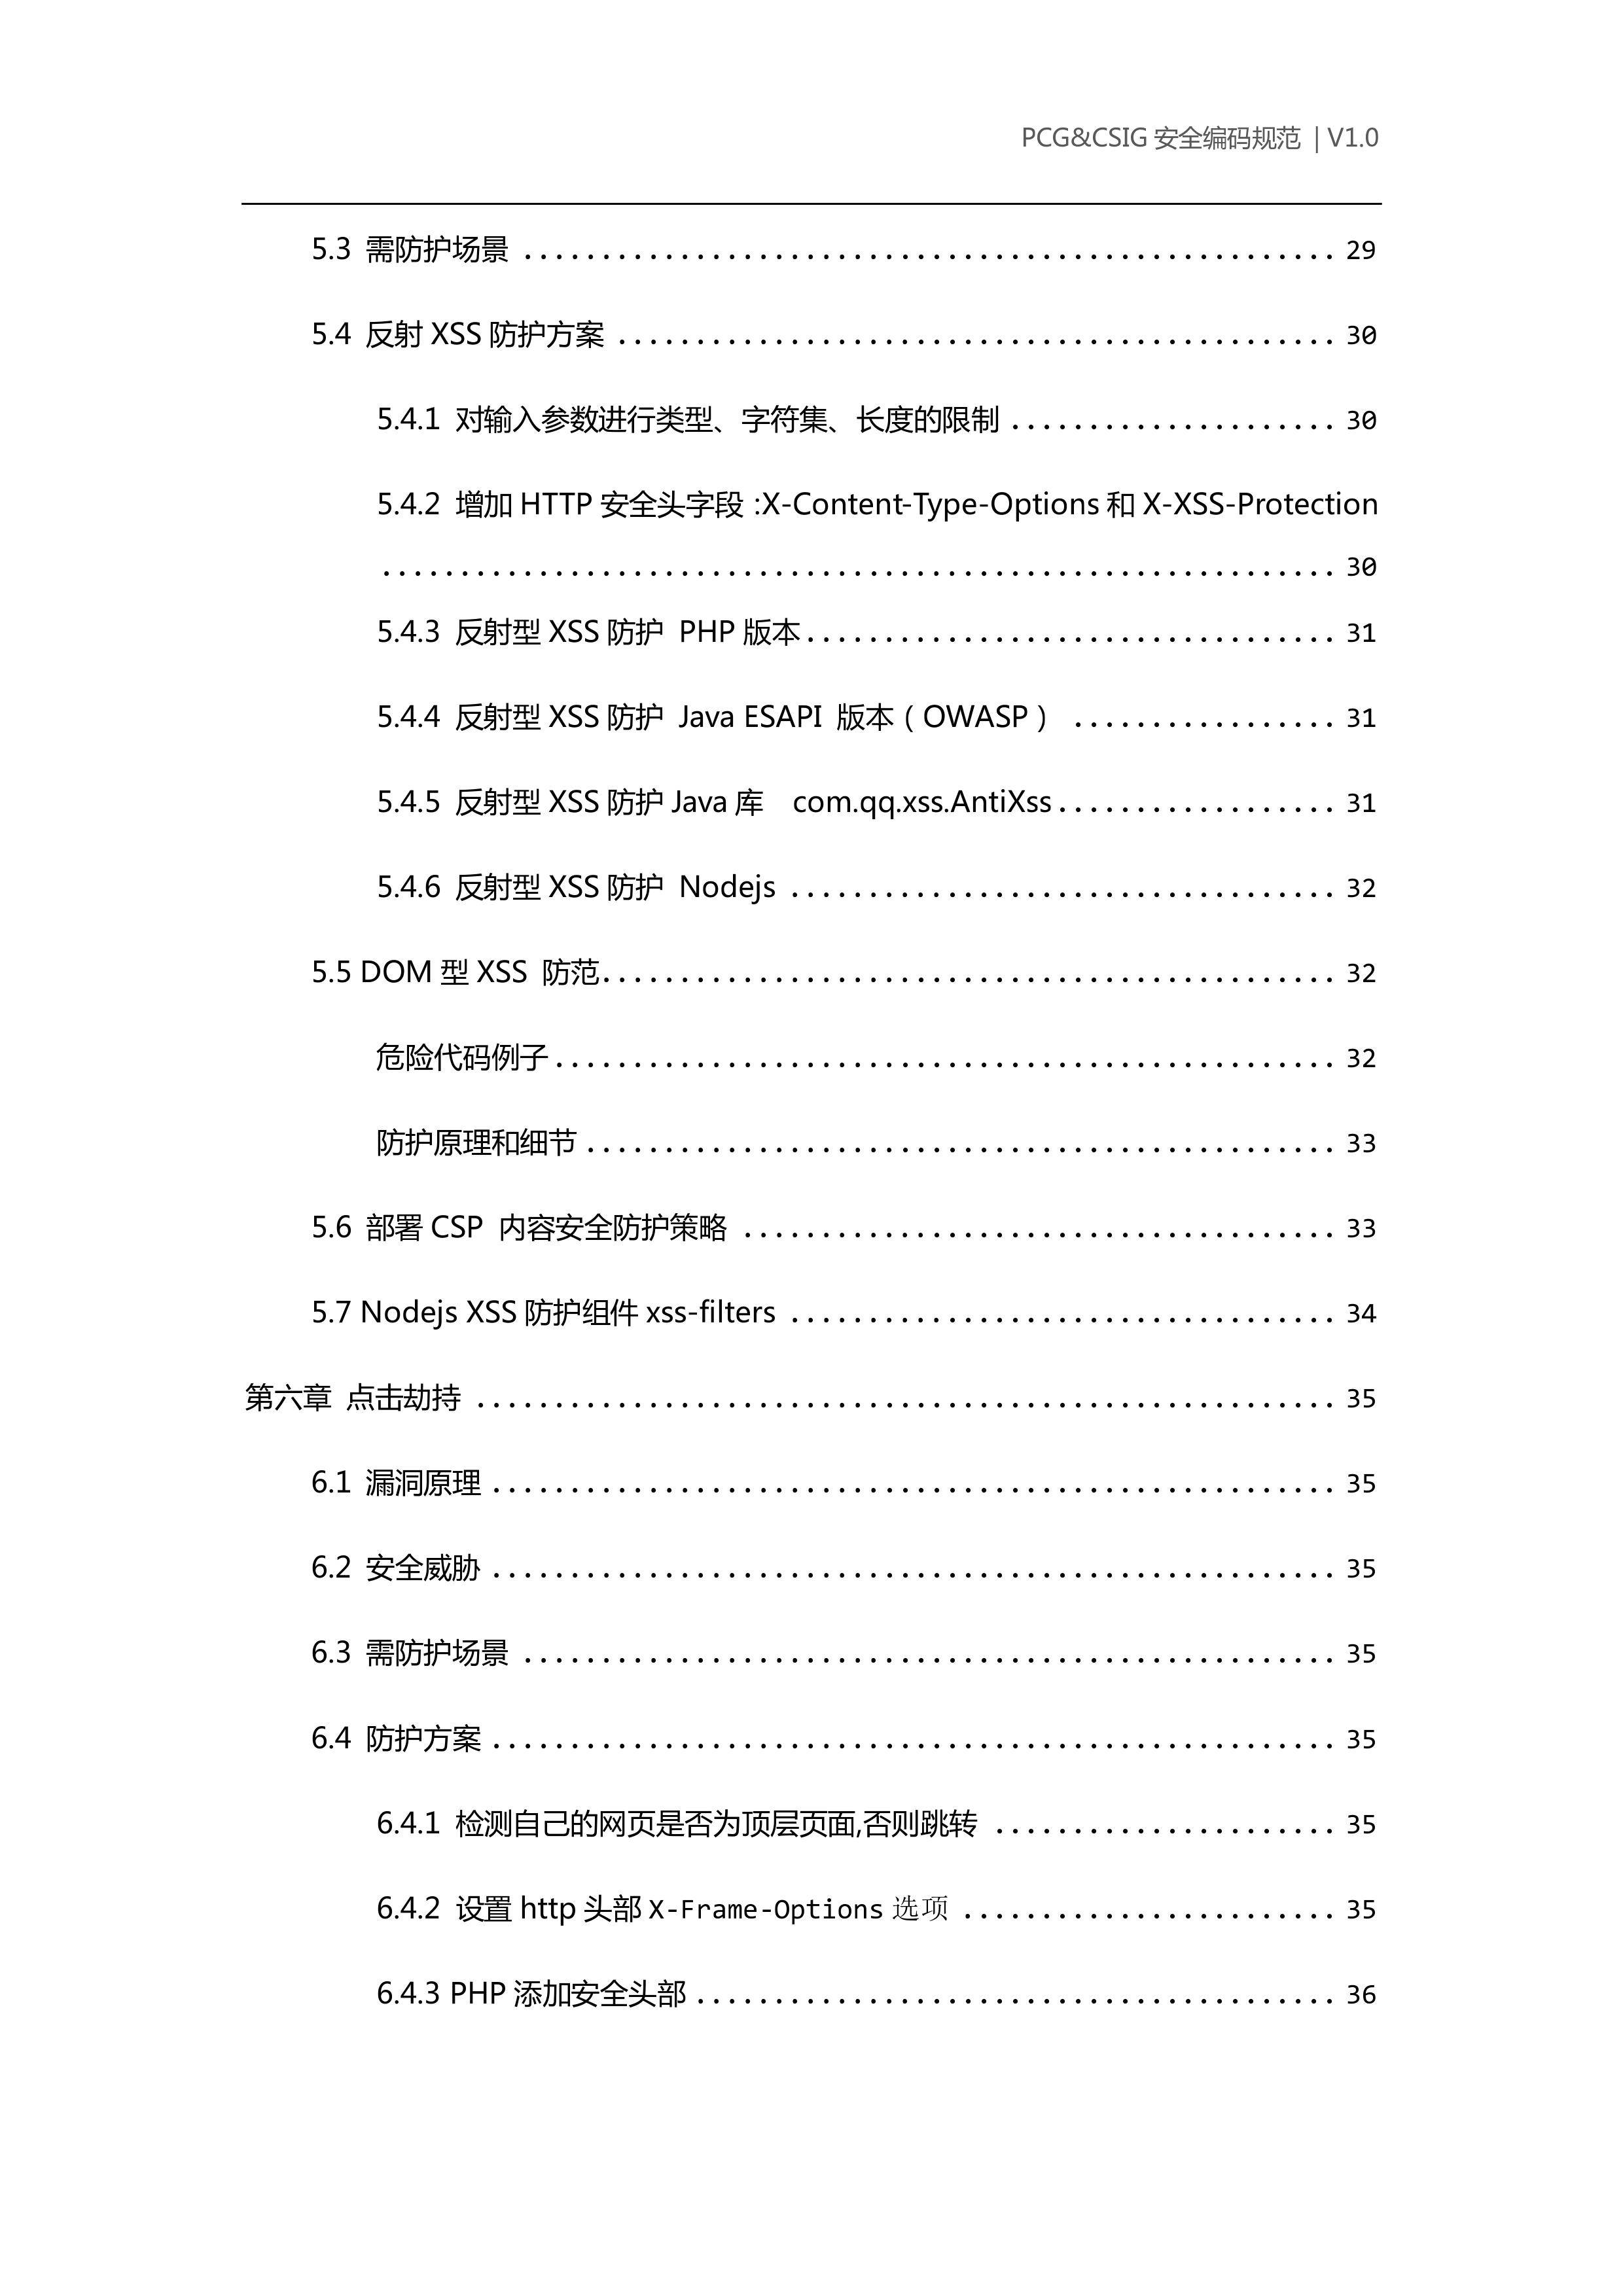 PCG&CSIG 安全编码规范 | V1.0
5.3 需防护场景 .................................................... 29
5.4 反射 XSS 防护方案 .............................................. 30
5.4.1 对输入参数进行类型、字符集、长度的限制 ..................... 30
5.4.2 增加 HTTP 安全头字段 :X-Content-Type-Options 和 X-XSS-Protection
............................................................. 30
5.4.3 反射型 XSS 防护 PHP 版本.................................. 31
5.4.4 反射型 XSS 防护 Java ESAPI 版本（OWASP） ................. 31
5.4.5 反射型 XSS 防护 Java 库 com.qq.xss.AntiXss.................. 31
5.4.6 反射型 XSS 防护 Nodejs ................................... 32
5.5 DOM 型 XSS 防范............................................... 32
危险代码例子.................................................. 32
防护原理和细节................................................ 33
5.6 部署 CSP 内容安全防护策略 ...................................... 33
5.7 Nodejs XSS 防护组件 xss-filters ................................... 34
第六章 点击劫持 ....................................................... 35
6.1 漏洞原理...................................................... 35
6.2 安全威胁...................................................... 35
6.3 需防护场景 .................................................... 35
6.4 防护方案...................................................... 35
6.4.1 检测自己的网页是否为顶层页面,否则跳转 ...................... 35
6.4.2 设置 http 头部 X-Frame-Options 选项 ........................ 35
6.4.3 PHP 添加安全头部......................................... 36